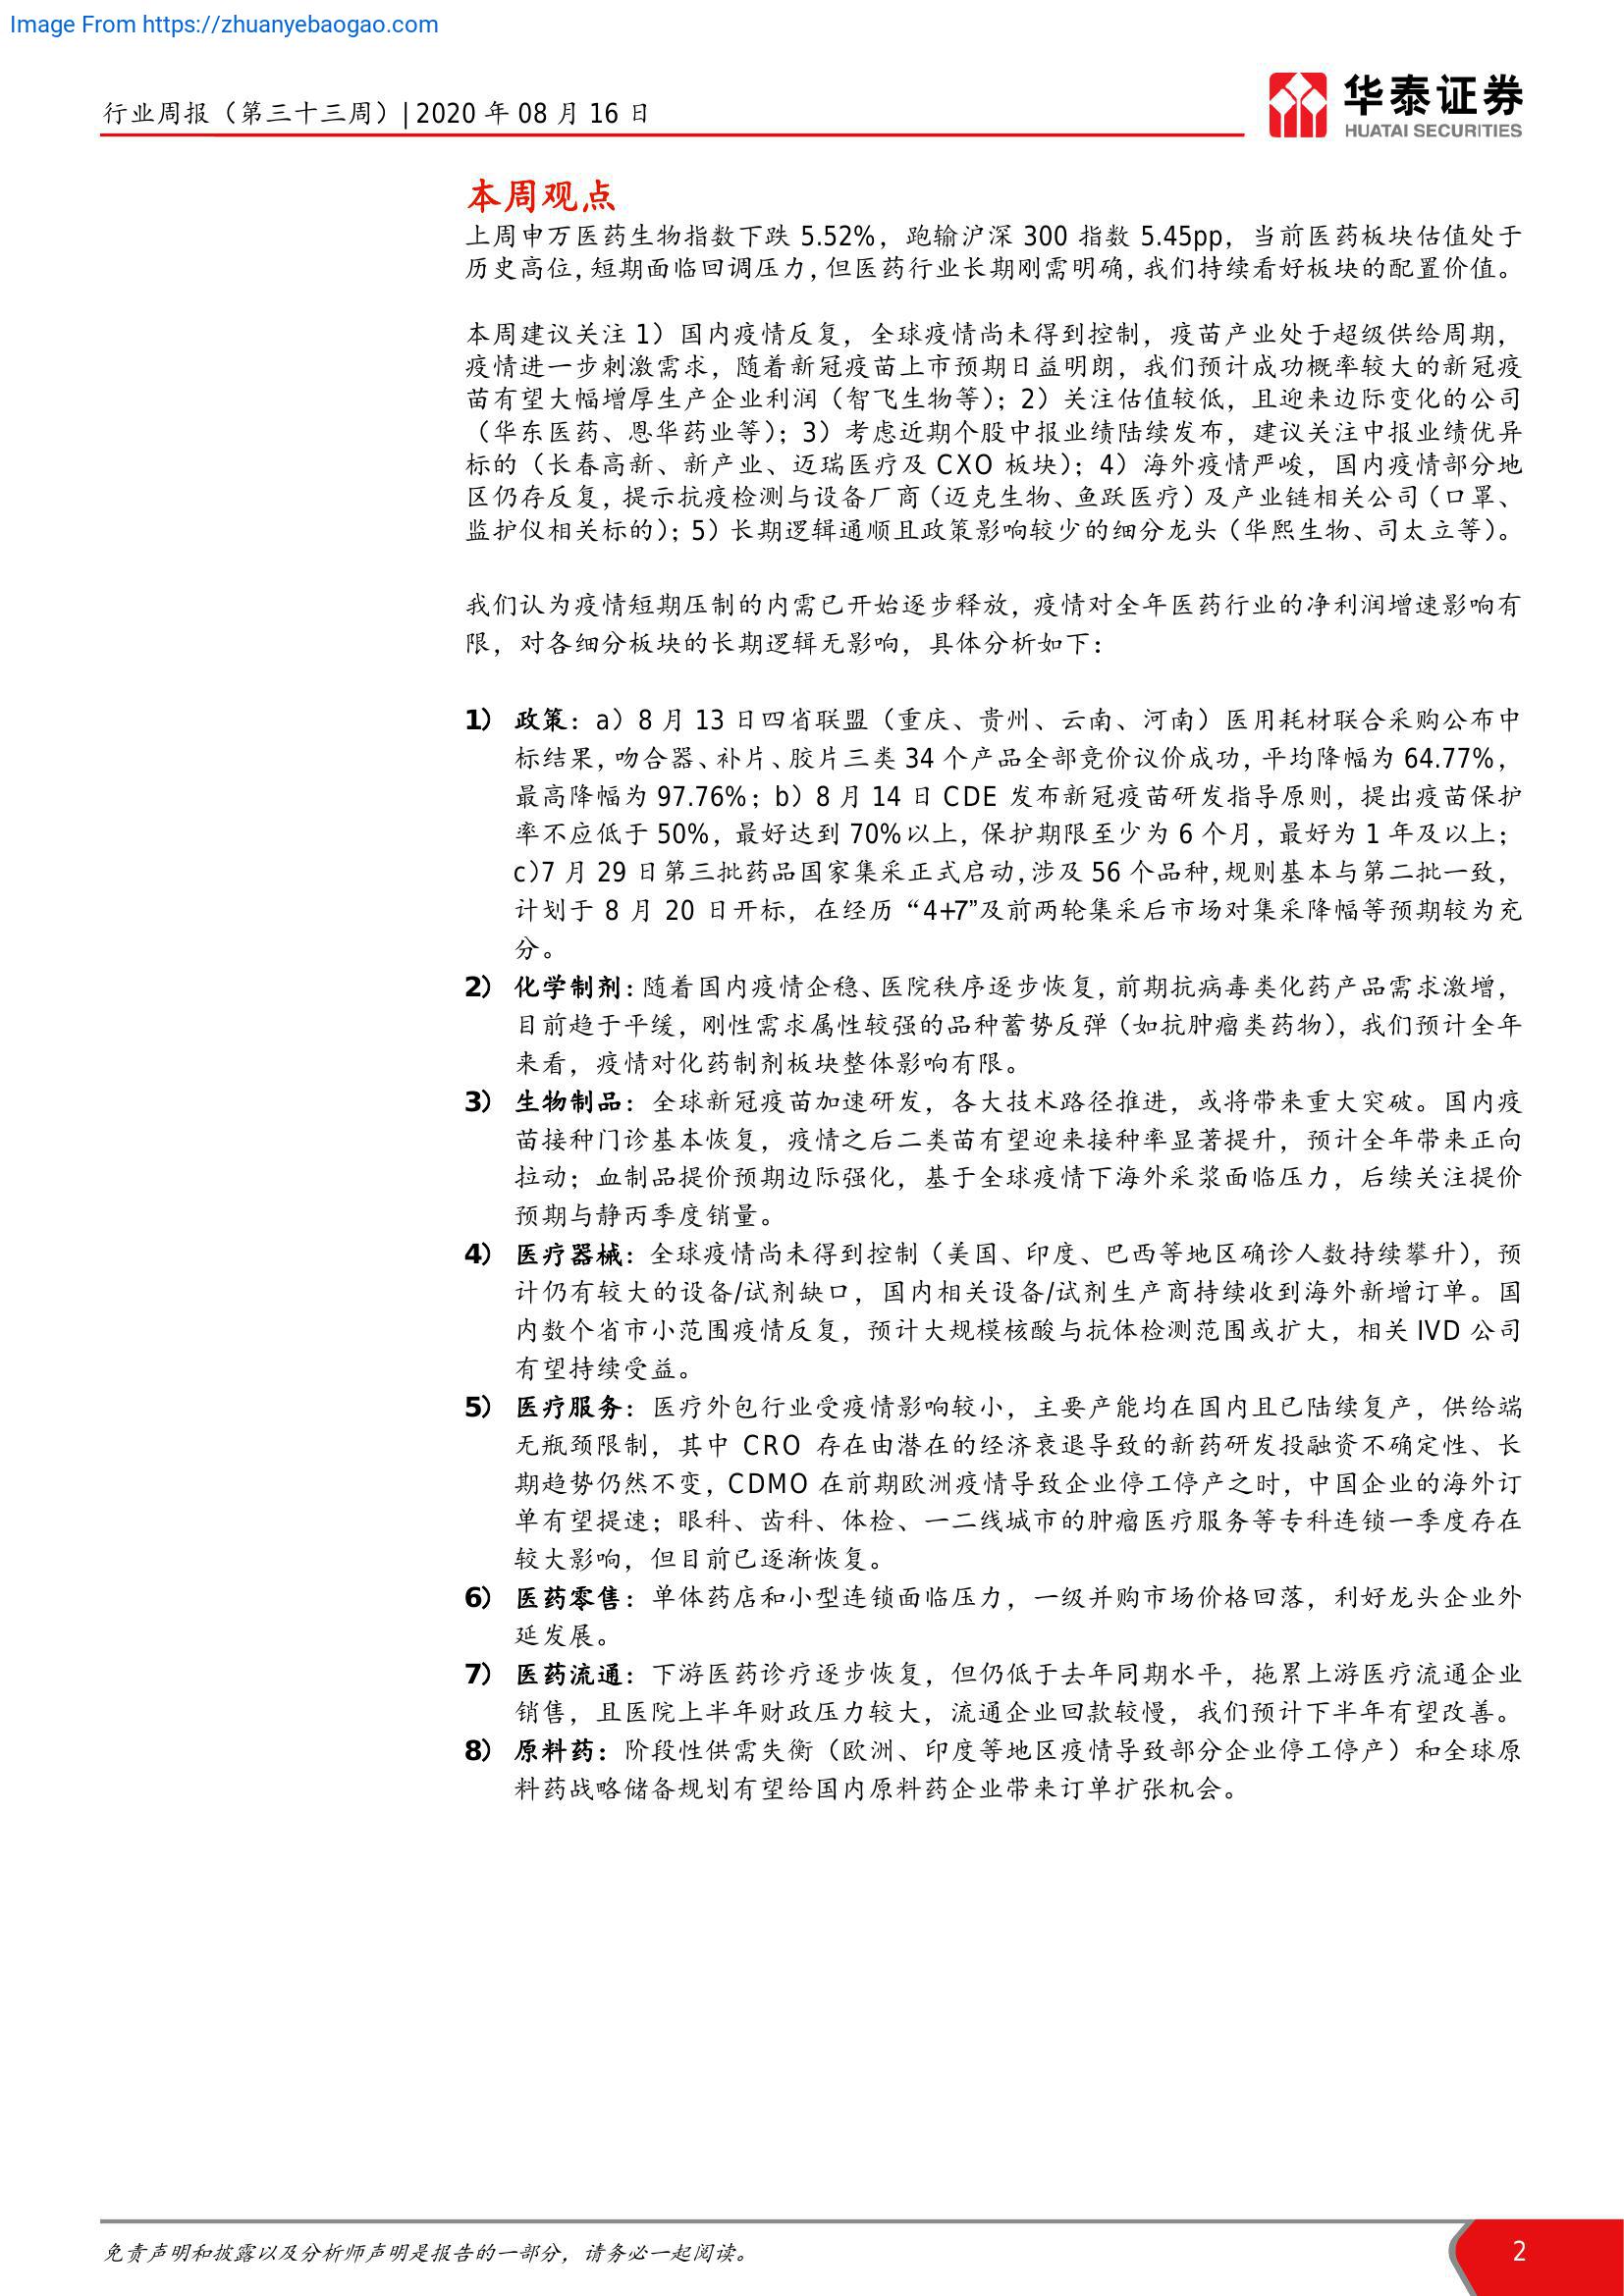 Image From https://zhuanyebaogao.com
行业周报（第三十三周）| 2020 年 08 月 16 日
华泰证券
HUATAI SECURITIES
本周观点
上周申万医药生物指数下跌 5.52%，跑输沪深 300 指数 5.45pp，当前医药板块估值处于
历史高位，短期面临回调压力，但医药行业长期刚需明确，我们持续看好板块的配置价值。
本周建议关注 1）国内疫情反复，全球疫情尚未得到控制，疫苗产业处于超级供给周期，
疫情进一步刺激需求，随着新冠疫苗上市预期日益明朗，我们预计成功概率较大的新冠疫
苗有望大幅增厚生产企业利润（智飞生物等）；2）关注估值较低，且迎来边际变化的公司
（华东医药、恩华药业等）；3）考虑近期个股中报业绩陆续发布，建议关注中报业绩优异
标的（长春高新、新产业、迈瑞医疗及 CXO 板块）；4）海外疫情严峻，国内疫情部分地
区仍存反复，提示抗疫检测与设备厂商（迈克生物、鱼跃医疗）及产业链相关公司（口罩、
监护仪相关标的）；5）长期逻辑通顺且政策影响较少的细分龙头（华熙生物、司太立等）。
我们认为疫情短期压制的内需已开始逐步释放，疫情对全年医药行业的净利润增速影响有
限，对各细分板块的长期逻辑无影响，具体分析如下：
1） 政策：a）8 月 13 日四省联盟（重庆、贵州、云南、河南）医用耗材联合采购公布中
标结果，吻合器、补片、胶片三类 34 个产品全部竞价议价成功，平均降幅为 64.77%，
最高降幅为 97.76%；b）8 月 14 日 CDE 发布新冠疫苗研发指导原则，提出疫苗保护
率不应低于 50%，最好达到 70%以上，保护期限至少为 6 个月，最好为 1 年及以上；
c)7 月 29 日第三批药品国家集采正式启动，涉及 56 个品种，规则基本与第二批一致，
计划于 8 月 20 日开标，在经历“4+7”及前两轮集采后市场对集采降幅等预期较为充
分。
2） 化学制剂：随着国内疫情企稳、医院秩序逐步恢复，前期抗病毒类化药产品需求激增，
目前趋于平缓，刚性需求属性较强的品种蓄势反弹（如抗肿瘤类药物），我们预计全年
来看，疫情对化药制剂板块整体影响有限。
3） 生物制品：全球新冠疫苗加速研发，各大技术路径推进，或将带来重大突破。国内疫
苗接种门诊基本恢复，疫情之后二类苗有望迎来接种率显著提升，预计全年带来正向
拉动；血制品提价预期边际强化，基于全球疫情下海外采浆面临压力，后续关注提价
预期与静丙季度销量。
4） 医疗器械：全球疫情尚未得到控制（美国、印度、巴西等地区确诊人数持续攀升），预
计仍有较大的设备/试剂缺口，国内相关设备/试剂生产商持续收到海外新增订单。国
内数个省市小范围疫情反复，预计大规模核酸与抗体检测范围或扩大，相关 IVD 公司
有望持续受益。
5） 医疗服务：医疗外包行业受疫情影响较小，主要产能均在国内且已陆续复产，供给端
无瓶颈限制，其中 CRO 存在由潜在的经济衰退导致的新药研发投融资不确定性、长
期趋势仍然不变，CDMO 在前期欧洲疫情导致企业停工停产之时，中国企业的海外订
单有望提速；眼科、齿科、体检、一二线城市的肿瘤医疗服务等专科连锁一季度存在
较大影响，但目前已逐渐恢复。
6） 医药零售：单体药店和小型连锁面临压力，一级并购市场价格回落，利好龙头企业外
延发展。
7） 医药流通：下游医药诊疗逐步恢复，但仍低于去年同期水平，拖累上游医疗流通企业
销售，且医院上半年财政压力较大，流通企业回款较慢，我们预计下半年有望改善。
8） 原料药：阶段性供需失衡（欧洲、印度等地区疫情导致部分企业停工停产）和全球原
料药战略储备规划有望给国内原料药企业带来订单扩张机会。
免责声明和披露以及分析师声明是报告的一部分，请务必一起阅读。
2